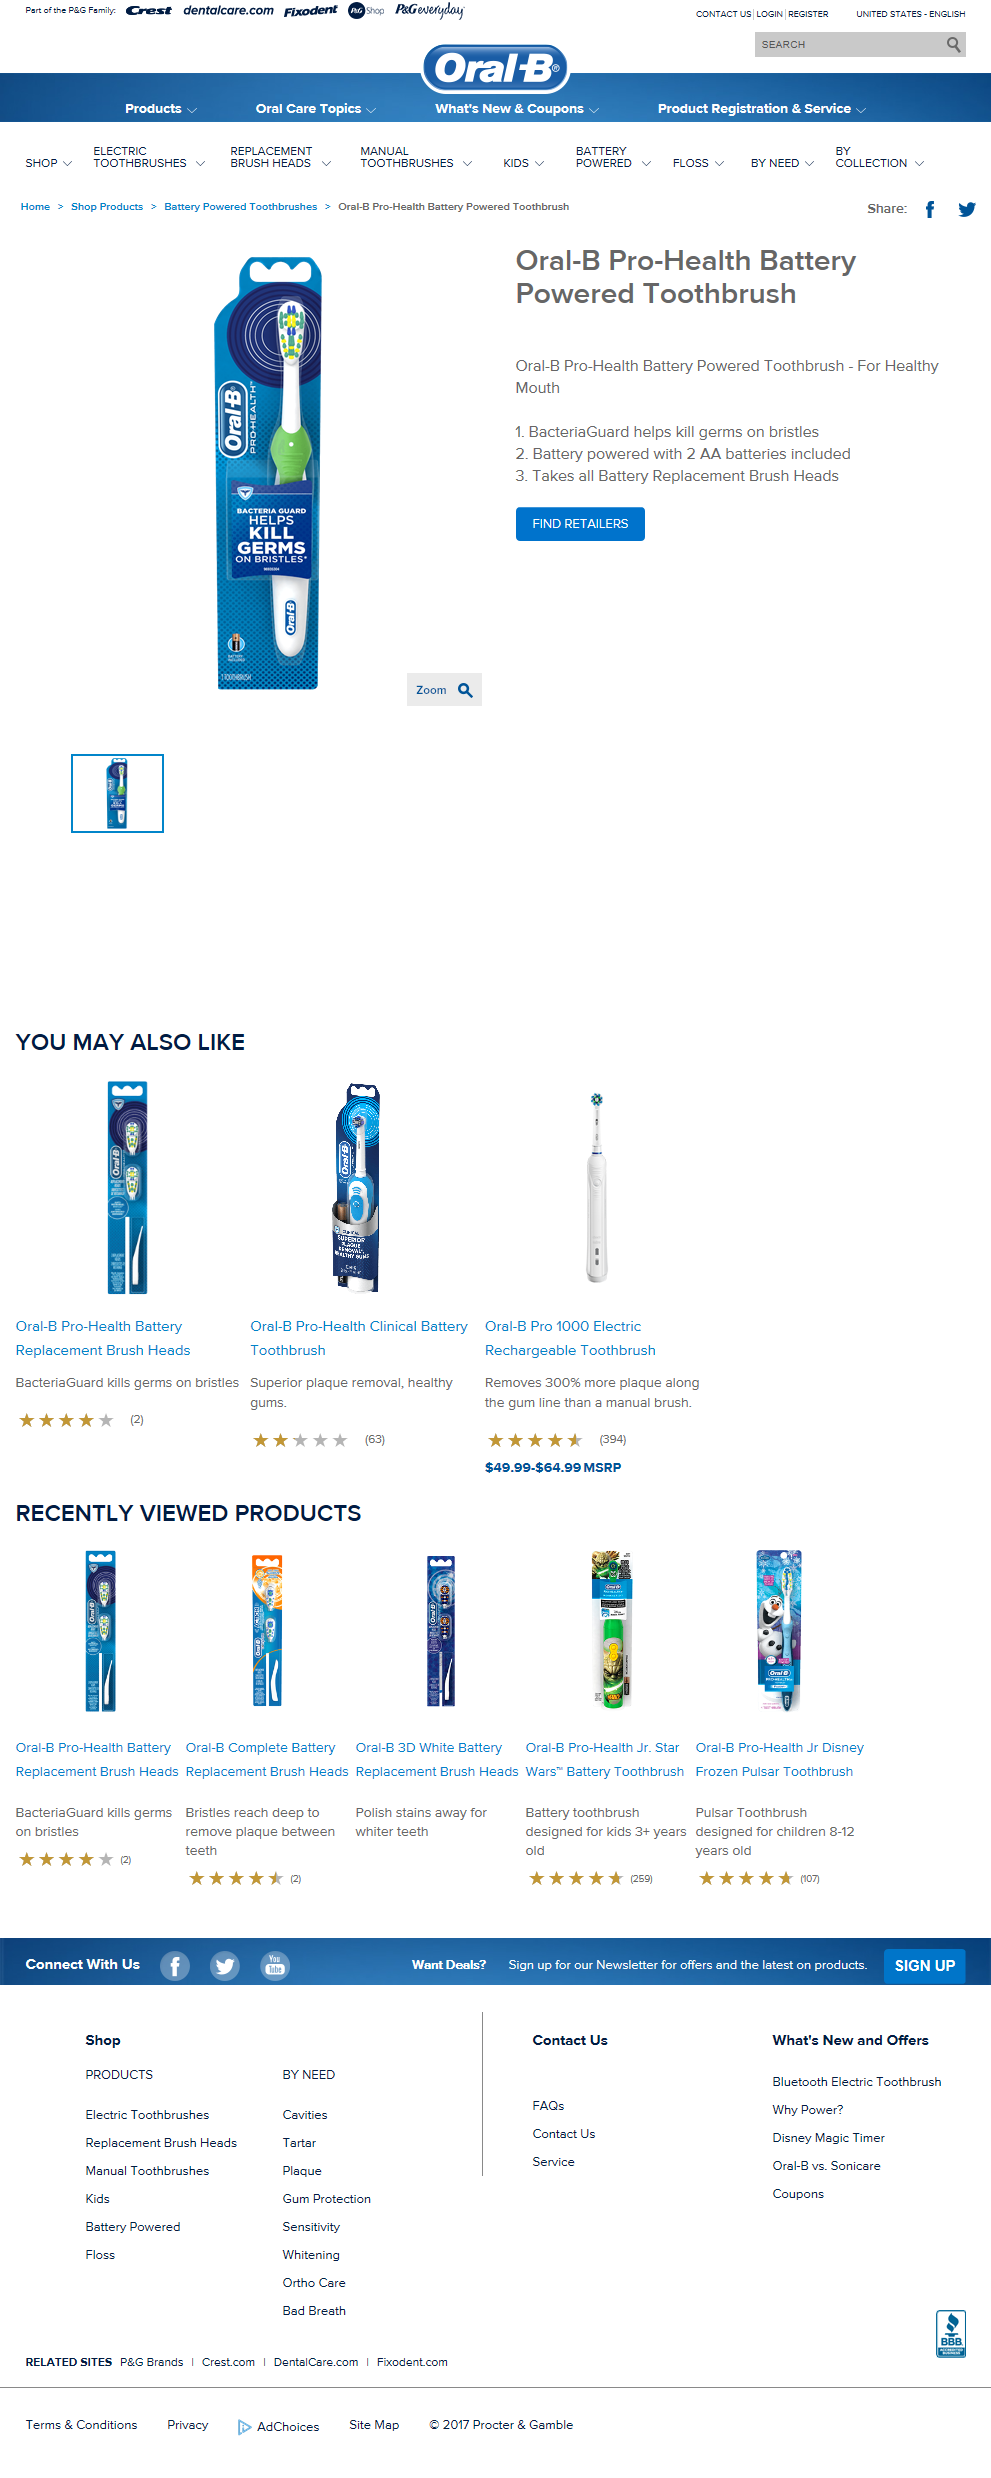 Part of the P&G Family: Crest dentalcare.com Fixodent P&G Shop P&G everyday
CONTACT US | LOGIN | REGISTER UNITED STATES - ENGLISH
SEARCH
Oral-B®
Products Oral Care Topics What's New & Coupons Product Registration & Service
SHOP
ELECTRIC TOOTHBRUSHES
REPLACEMENT BRUSH HEADS
MANUAL TOOTHBRUSHES
KIDS
BATTERY POWERED
FLOSS
BY NEED
BY COLLECTION
Home > Shop Products > Battery Powered Toothbrushes > Oral-B Pro-Health Battery Powered Toothbrush
Share:
Oral-B
PRO-HEALTH
BACTERIA GUARD
HELPS
KILL
GERMS
ON BRISTLES*
Oral-B
1 TOOTHBRUSH
Zoom
Oral-B Pro-Health Battery
Powered Toothbrush
Oral-B Pro-Health Battery Powered Toothbrush - For Healthy
Mouth
1. BacteriaGuard helps kill germs on bristles
2. Battery powered with 2 AA batteries included
3. Takes all Battery Replacement Brush Heads
FIND RETAILERS
YOU MAY ALSO LIKE
Oral-B
Oral-B
SUPERIOR
PLAQUE
REMOVAL,
HEALTHY GUMS
Oral-B Pro-Health Battery
Replacement Brush Heads
BacteriaGuard kills germs on bristles
(2)
Oral-B Pro-Health Clinical Battery
Toothbrush
Superior plaque removal, healthy
gums.
(63)
Oral-B Pro 1000 Electric
Rechargeable Toothbrush
Removes 300% more plaque along
the gum line than a manual brush.
(394)
$49.99-$64.99 MSRP
RECENTLY VIEWED PRODUCTS
Oral-B Pro-Health Battery
Replacement Brush Heads
BacteriaGuard kills germs
on bristles
(2)
Oral-B Complete Battery
Replacement Brush Heads
Bristles reach deep to
remove plaque between
teeth
(2)
Oral-B 3D White Battery
Replacement Brush Heads
Polish stains away for
whiter teeth
Oral-B Pro-Health Jr. Star
Wars™ Battery Toothbrush
Battery toothbrush
designed for kids 3+ years
old
(259)
Oral-B Pro-Health Jr Disney
Frozen Pulsar Toothbrush
Pulsar Toothbrush
designed for children 8-12
years old
(107)
Connect With Us
You Tube
Want Deals? Sign up for our Newsletter for offers and the latest on products. SIGN UP
Shop
PRODUCTS
Electric Toothbrushes
Replacement Brush Heads
Manual Toothbrushes
Kids
Battery Powered
Floss
BY NEED
Cavities
Tartar
Plaque
Gum Protection
Sensitivity
Whitening
Ortho Care
Bad Breath
Contact Us
FAQs
Contact Us
Service
What's New and Offers
Bluetooth Electric Toothbrush
Why Power?
Disney Magic Timer
Oral-B vs. Sonicare
Coupons
BBB
ACCREDITED
BUSINESS
RELATED SITES P&G Brands | Crest.com | DentalCare.com | Fixodent.com
Terms & Conditions Privacy AdChoices Site Map © 2017 Procter & Gamble